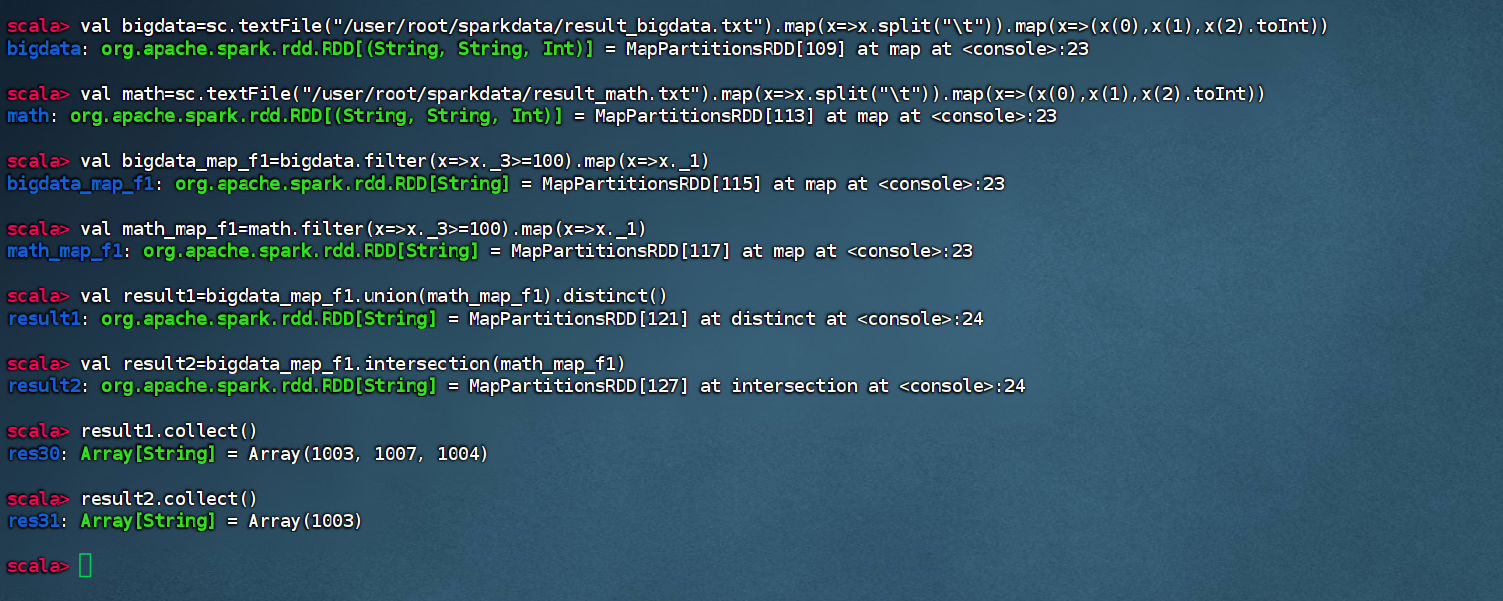 scala> val bigdata=sc.textFile("/user/root/sparkdata/result_bigdata.txt").map(x=>x.split("\t")).map(x=>(x(0),x(1),x(2).toInt))
bigdata: org.apache.spark.rdd.RDD[(String, String, Int)] = MapPartitionsRDD[109] at map at <console>:23
scala> val math=sc.textFile("/user/root/sparkdata/result_math.txt").map(x=>x.split("\t")).map(x=>(x(0),x(1),x(2).toInt))
math: org.apache.spark.rdd.RDD[(String, String, Int)] = MapPartitionsRDD[113] at map at <console>:23
scala> val bigdata_map_f1=bigdata.filter(x=>x._3>=100).map(x=>x._1)
bigdata_map_f1: org.apache.spark.rdd.RDD[String] = MapPartitionsRDD[115] at map at <console>:23
scala> val math_map_f1=math.filter(x=>x._3>=100).map(x=>x._1)
math_map_f1: org.apache.spark.rdd.RDD[String] = MapPartitionsRDD[117] at map at <console>:23
scala> val result1=bigdata_map_f1.union(math_map_f1).distinct()
result1: org.apache.spark.rdd.RDD[String] = MapPartitionsRDD[121] at distinct at <console>:24
scala> val result2=bigdata_map_f1.intersection(math_map_f1)
result2: org.apache.spark.rdd.RDD[String] = MapPartitionsRDD[127] at intersection at <console>:24
scala> result1.collect()
res30: Array[String] = Array(1003, 1007, 1004)
scala> result2.collect()
res31: Array[String] = Array(1003)
scala>